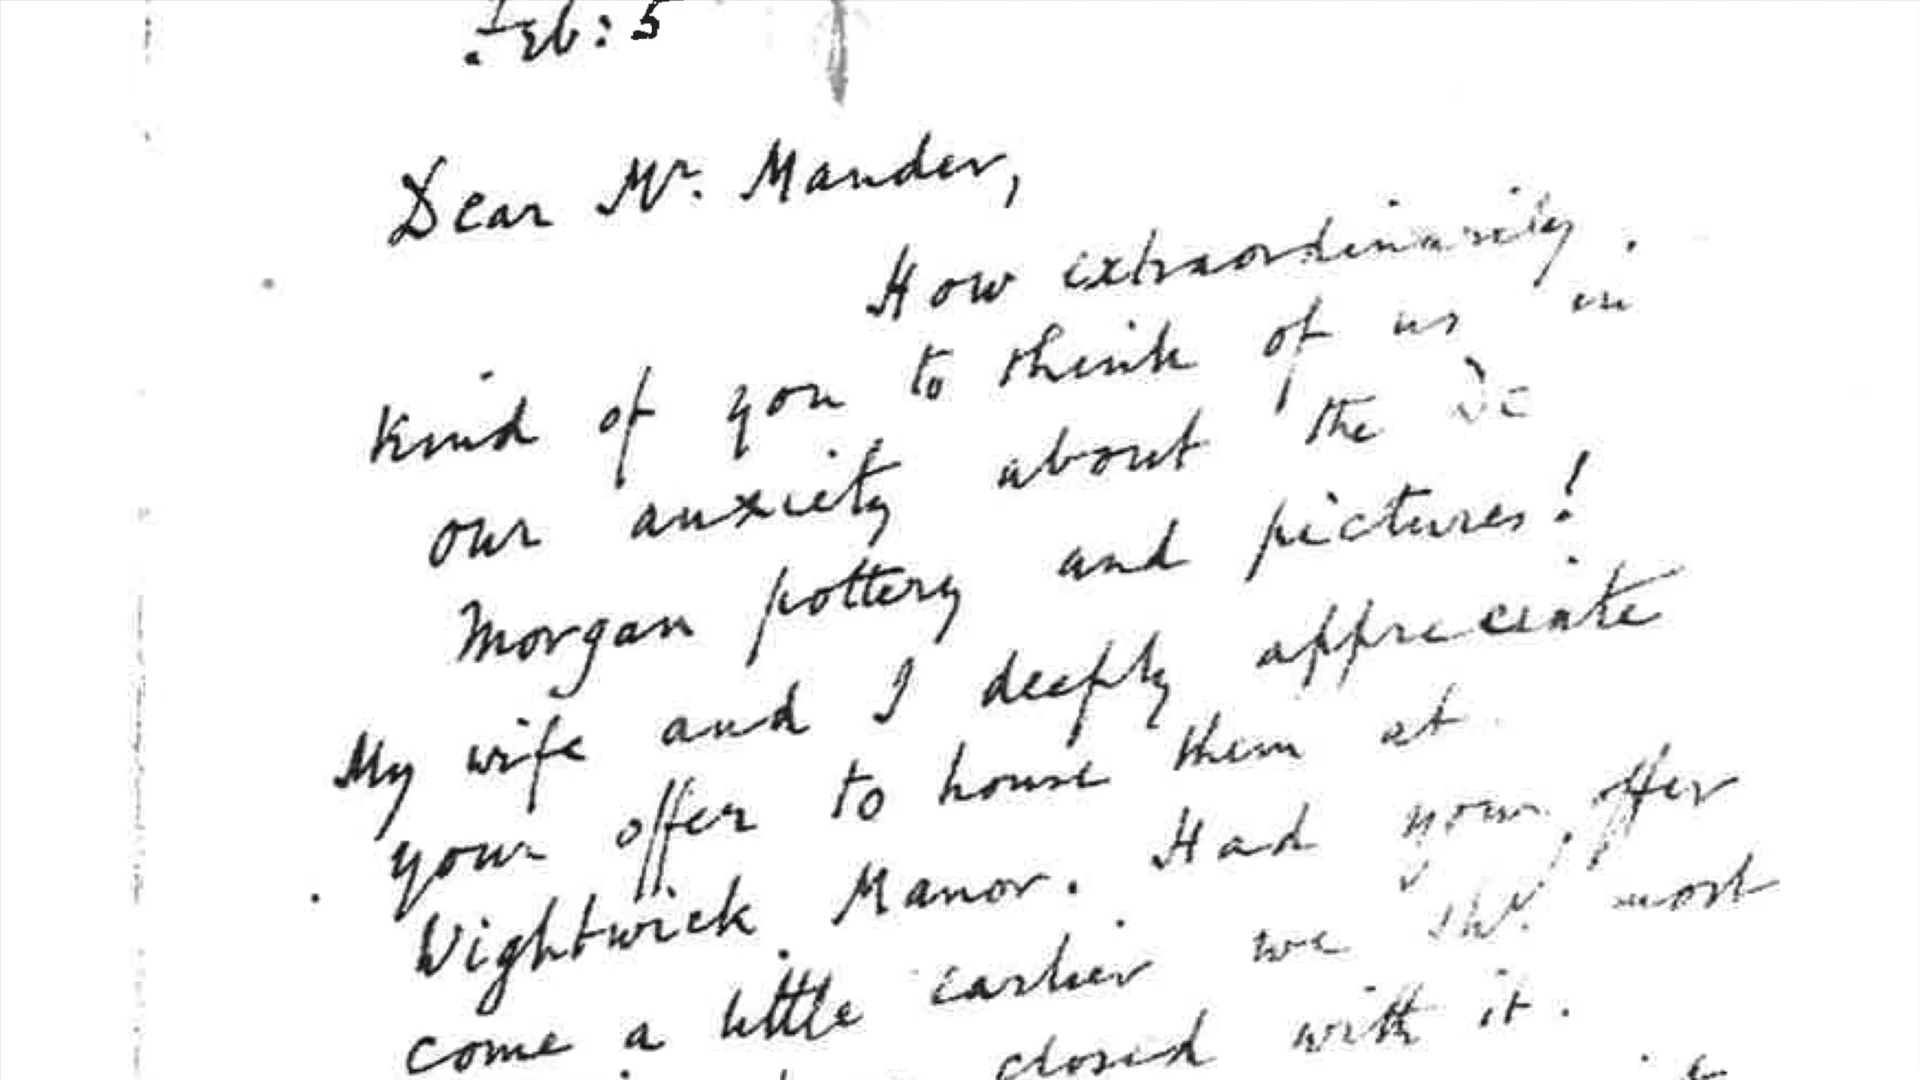 Feb: 5
Dear Mr. Mander,
How extraordinarily
kind of you to think of us in
our anxiety about the De
Morgan pottery and pictures!
My wife and I deeply appreciate
your offer to house them at
Wightwick Manor. Had your offer
come a little earlier we shd. most
closed with it.